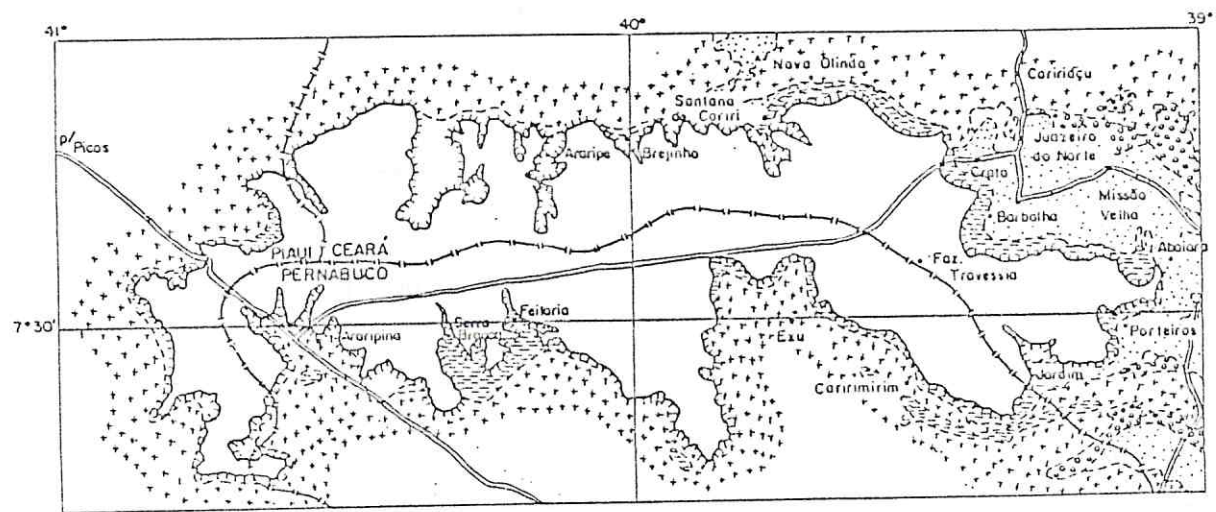 41°
40°
39°
Nova Olinda
Caririaçu
Santana
do Cariri
p/
Picos
Araripe
Brejinho
Juazeiro
do Norte
Crato
Missão
Velha
Barbalha
Abaiara
PIAUÍ / CEARÁ
PERNABUCO
Faz.
Travessia
7° 30'
Feitoria
Serra
Araripina
Exu
Porteiros
Jardim
Caririmirim